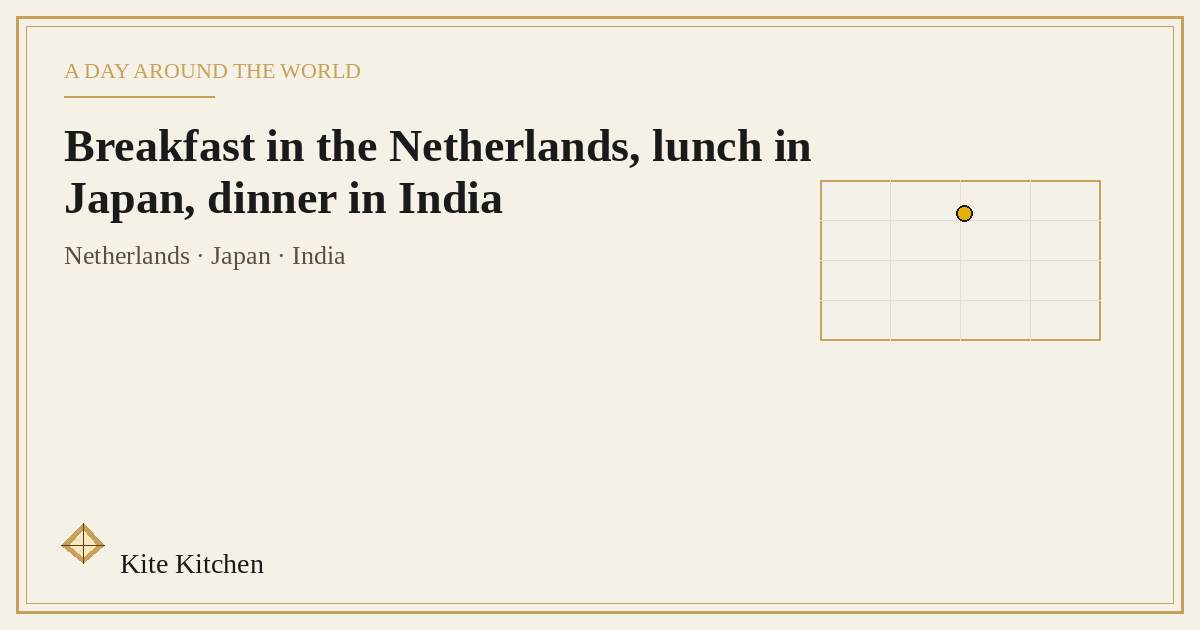 A DAY AROUND THE WORLD
Breakfast in the Netherlands, lunch in
Japan, dinner in India
Netherlands · Japan · India
Kite Kitchen